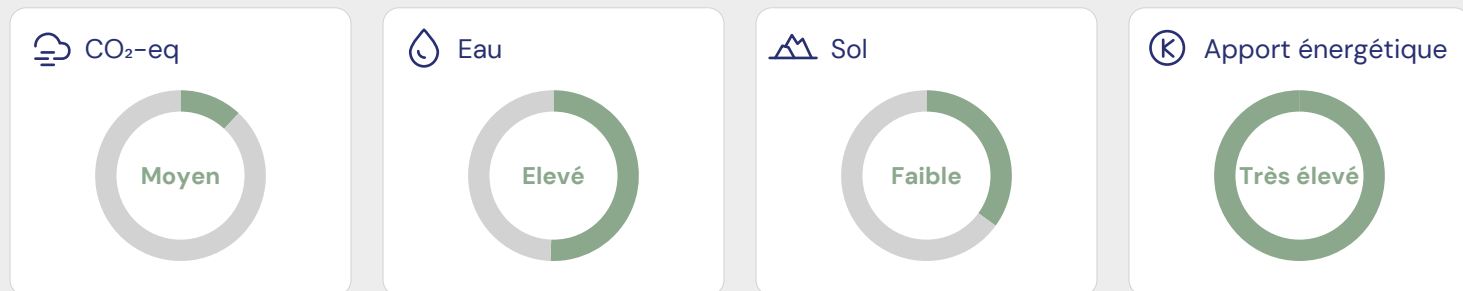 CO₂-eq
Moyen
Eau
Elevé
Sol
Faible
Apport énergétique
Très élevé